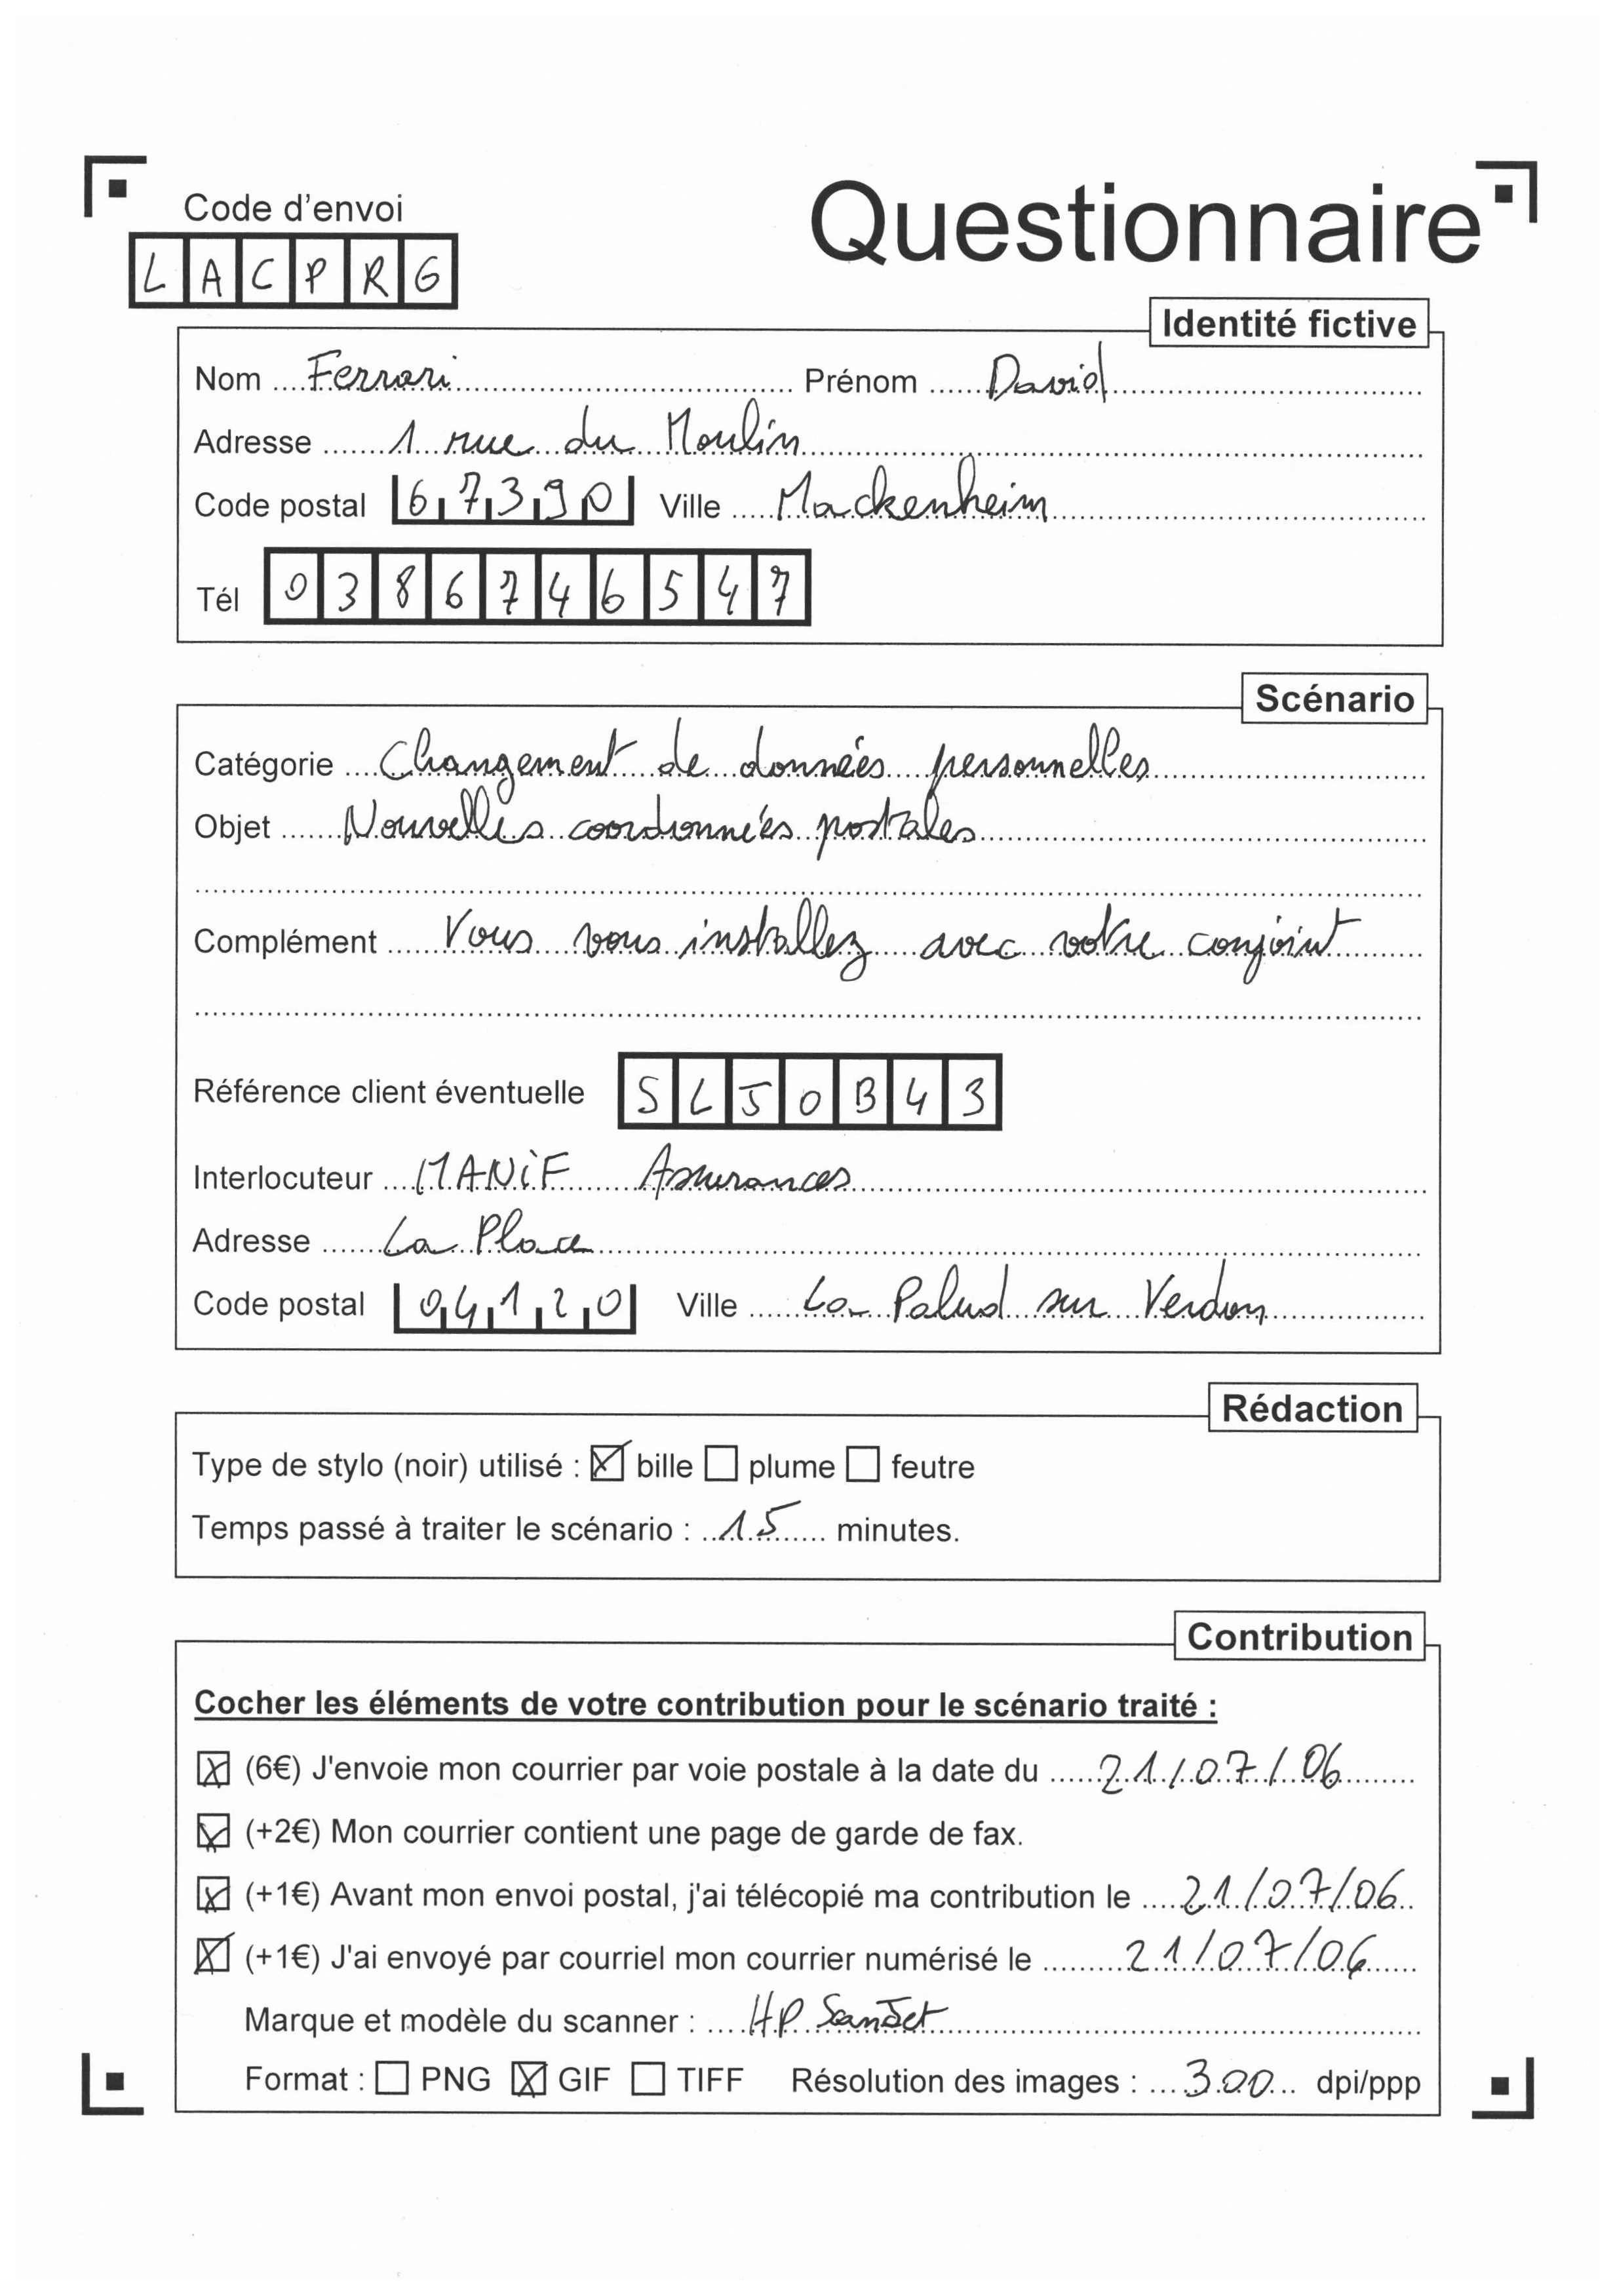 Code d'envoi
Questionnaire
LACPRG
Identité fictive
Nom Ferrari Prénom David
Adresse 1 rue du Moulin
Code postal 67390 Ville Mackenheim
Tél 0386746547
Scénario
Catégorie Changement de données personnelles
Objet Nouvelles coordonnées postales
Complément Vous vous installez avec votre conjoint
Référence client éventuelle SLJ0B43
Interlocuteur MANIF Assurances
Adresse La Place
Code postal 04120 Ville La Palud sur Verdon
Rédaction
Type de stylo (noir) utilisé : ☒ bille ☐ plume ☐ feutre
Temps passé à traiter le scénario : 15 minutes.
Contribution
Cocher les éléments de votre contribution pour le scénario traité :
☒ (6€) J'envoie mon courrier par voie postale à la date du 21/07/06
☒ (+2€) Mon courrier contient une page de garde de fax.
☒ (+1€) Avant mon envoi postal, j'ai télécopié ma contribution le 21/07/06
☒ (+1€) J'ai envoyé par courriel mon courrier numérisé le 21/07/06
Marque et modèle du scanner : HP ScanJet
Format : ☐ PNG ☒ GIF ☐ TIFF Résolution des images : 300 dpi/ppp